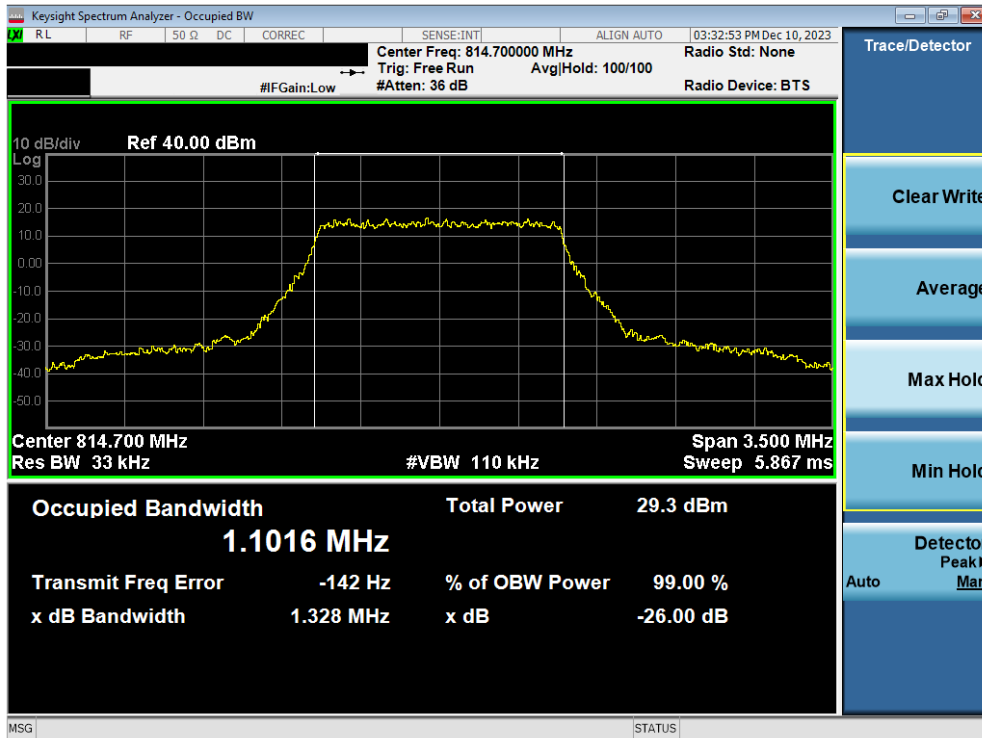 Keysight Spectrum Analyzer - Occupied BW
LXI RL RF 50 Ω DC CORREC SENSE:INT ALIGN AUTO 03:32:53 PM Dec 10, 2023
Center Freq: 814.700000 MHz Radio Std: None
Trig: Free Run Avg|Hold: 100/100
#IFGain:Low #Atten: 36 dB Radio Device: BTS
Trace/Detector
10 dB/div Ref 40.00 dBm
Log
30.0
20.0
10.0
0.00
-10.0
-20.0
-30.0
-40.0
-50.0
Center 814.700 MHz Span 3.500 MHz
Res BW 33 kHz #VBW 110 kHz Sweep 5.867 ms
Occupied Bandwidth Total Power 29.3 dBm
1.1016 MHz
Transmit Freq Error -142 Hz % of OBW Power 99.00 %
x dB Bandwidth 1.328 MHz x dB -26.00 dB
Clear Write
Average
Max Hold
Min Hold
Detecto
Peak
Auto Man
MSG STATUS